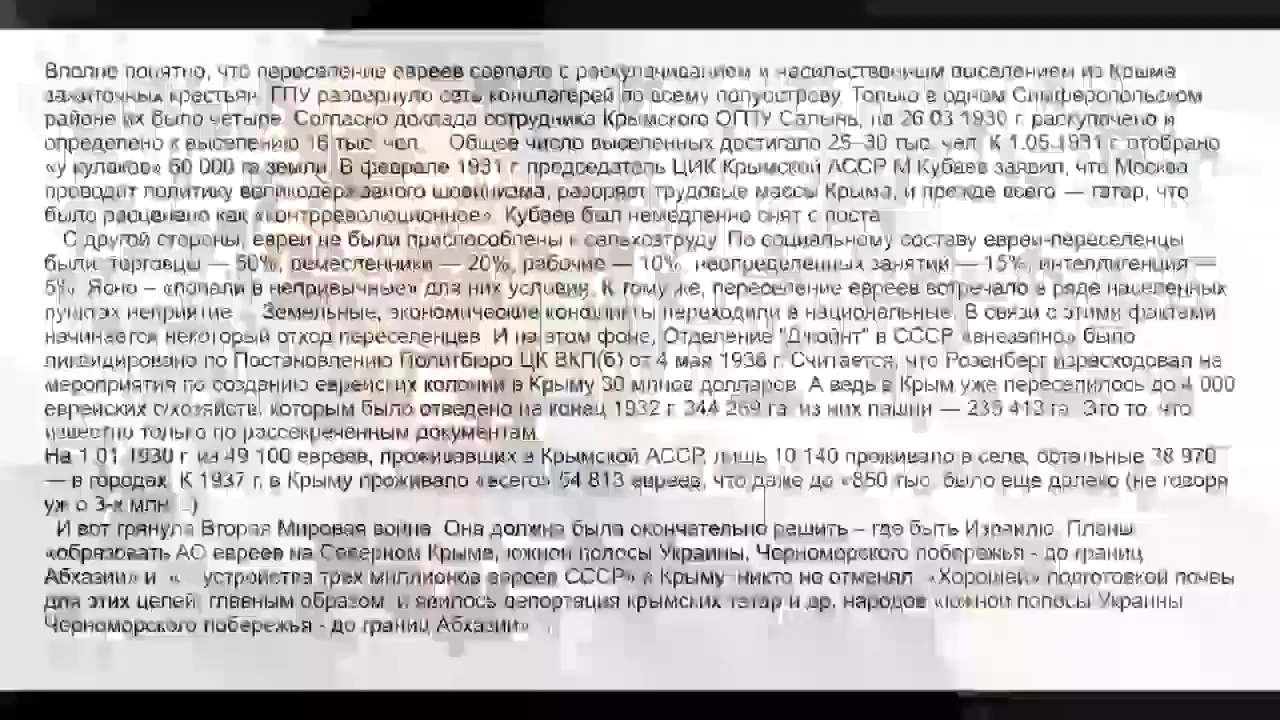 Вполне понятно, что переселение евреев совпало с раскулачиванием и насильственным выселением из Крыма
зажиточных крестьян. ГПУ развернуло сеть концлагерей по всему полуострову. Только в одном Симферопольском
районе их было четыре. Согласно доклада сотрудника Крымского ОГПУ Салынь, на 26.03.1930 г. раскулачено и
определено к выселению 16 тыс. чел. Общее число выселенных достигало 25–30 тыс. чел. К 1.05.1931 г. отобрано
«у кулаков» 60 000 га земли. В феврале 1931 г. председатель ЦИК Крымской АССР М.Кубаев заявил, что Москва
проводит политику великодержавного шовинизма, разоряет трудовые массы Крыма, и прежде всего — татар, что
было расценено как «контрреволюционное». Кубаев был немедленно снят с поста.
С другой стороны, евреи не были приспособлены к сельхозтруду. По социальному составу евреи-переселенцы
были: торговцы — 50%, ремесленники — 20%, рабочие — 10%, неопределенных занятий — 15%, интеллигенция —
5%. Ясно – «попали в непривычные» для них условия. К тому же, переселение евреев встречало в ряде населенных
пунктах неприятие... Земельные, экономические конфликты переходили в национальные. В связи с этими фактами
начинается некоторый отход переселенцев. И на этом фоне, Отделение "Джойнт" в СССР «внезапно» было
ликвидировано по Постановлению Политбюро ЦК ВКП(б) от 4 мая 1938 г. Считается, что Розенберг израсходовал на
мероприятия по созданию еврейских колоний в Крыму 30 млнов долларов. А ведь в Крым уже переселилось до 4 000
еврейских с/хозяйств, которым было отведено на конец 1932 г. 344 259 га, из них пашни — 235 413 га. Это то, что
известно только по рассекреченным документам.
На 1.01.1930 г. из 49 100 евреев, проживавших в Крымской АССР, лишь 10 140 проживало в селе, остальные 38 970
— в городах. К 1937 г. в Крыму проживало «всего» 54 813 евреев, что даже до «850 тыс. было еще далеко (не говоря
уж о 3-х млн...)
И вот грянула Вторая Мировая война. Она должна была окончательно решить – где быть Израилю. Планы
«образовать АО евреев на Северном Крыме, южной полосы Украины, Черноморского побережья - до границ
Абхазии» и «... устройства трех миллионов евреев СССР» в Крыму никто не отменял. «Хорошей» подготовкой почвы
для этих целей, главным образом, и явилось депортация крымских татар и др. народов «южной полосы Украины
Черноморского побережья - до границ Абхазии»